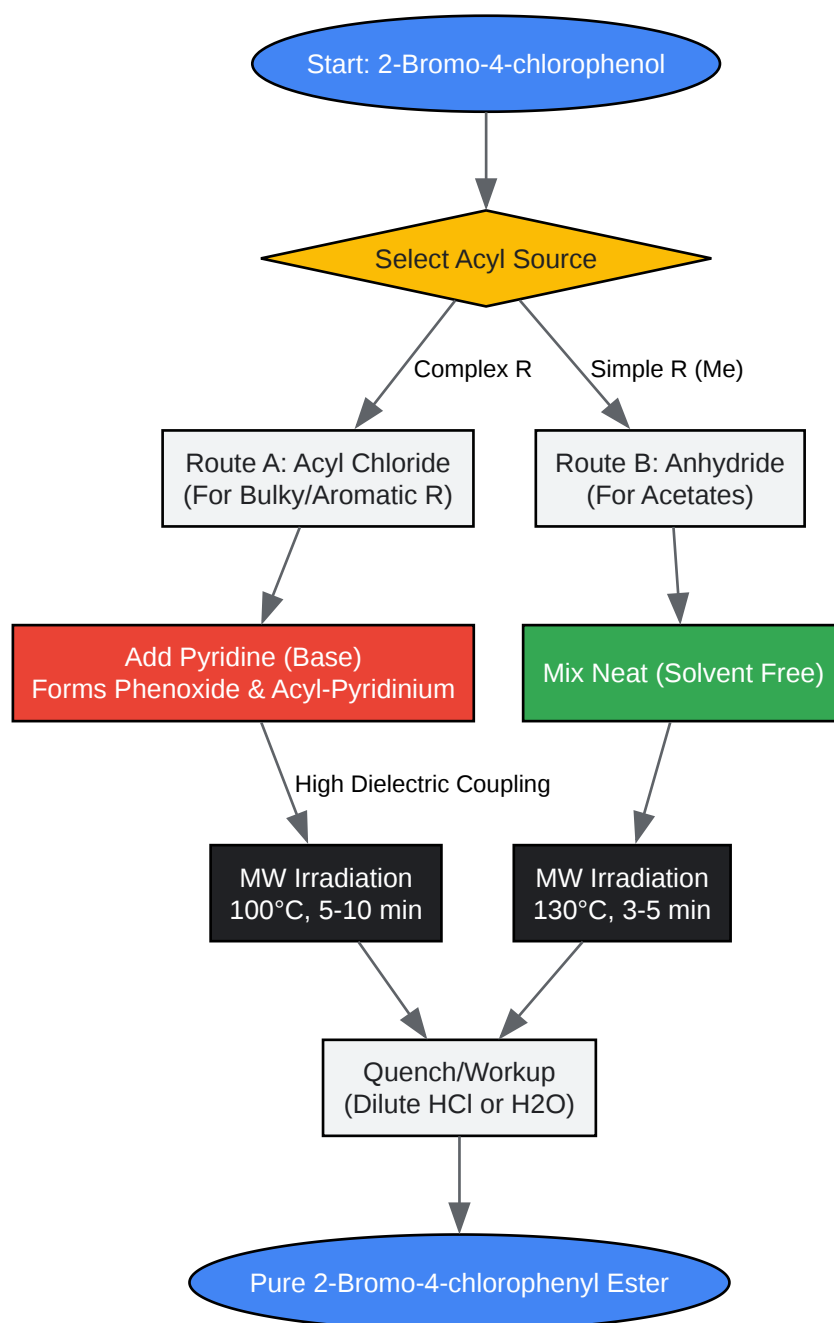 Start: 2-Bromo-4-chlorophenol
Select Acyl Source
Complex R
Simple R (Me)
Route A: Acyl Chloride
(For Bulky/Aromatic R)
Route B: Anhydride
(For Acetates)
Add Pyridine (Base)
Forms Phenoxide & Acyl-Pyridinium
Mix Neat (Solvent Free)
High Dielectric Coupling
MW Irradiation
100°C, 5-10 min
MW Irradiation
130°C, 3-5 min
Quench/Workup
(Dilute HCl or H2O)
Pure 2-Bromo-4-chlorophenyl Ester